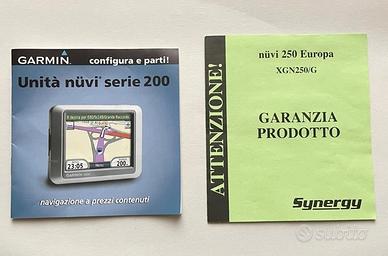 GARMIN
configura e parti!
Unità nüvi® serie 200
23:05
200
navigazione a prezzi contenuti
ATTENZIONE!
nüvi 250 Europa
XGN250/G
GARANZIA
PRODOTTO
Synergy
subito